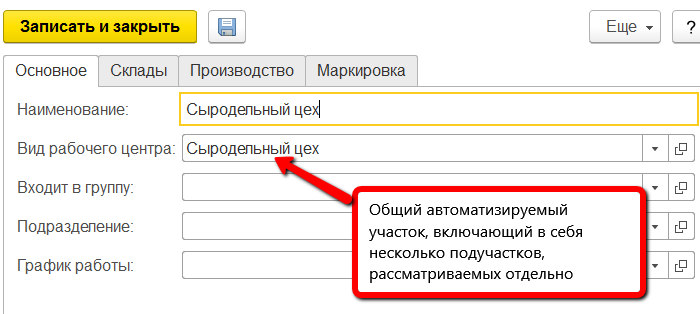 Записать и закрыть
Еще
?
Основное Склады Производство Маркировка
Наименование: Сыродельный цех
Вид рабочего центра: Сыродельный цех
Входит в группу:
Подразделение:
График работы:
Общий автоматизируемый
участок, включающий в себя
несколько подучастков,
рассматриваемых отдельно